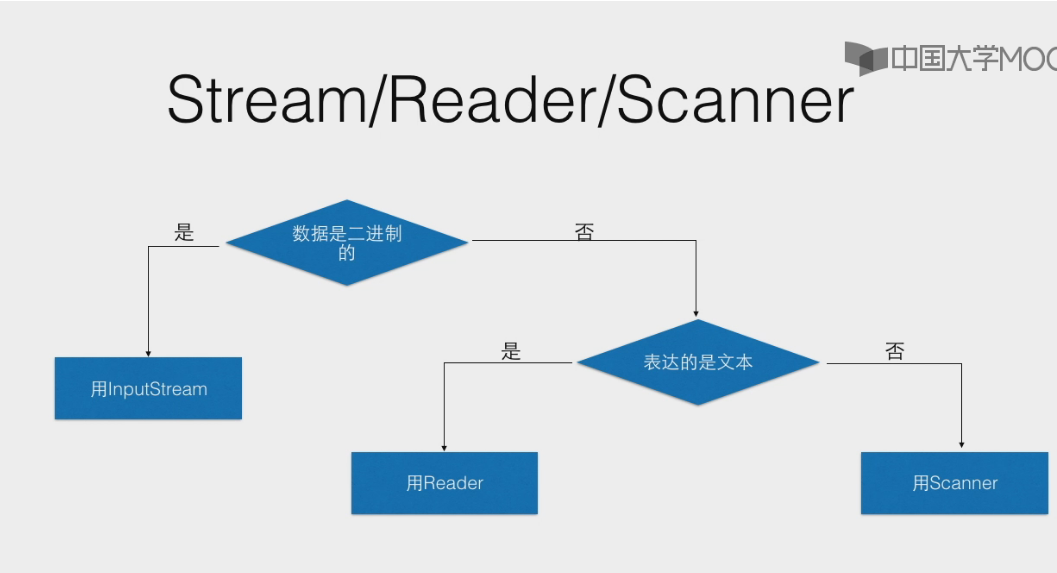 中国大学MOO
Stream/Reader/Scanner
是
数据是二进制
的
否
用InputStream
是
表达的是文本
否
用Reader
用Scanner